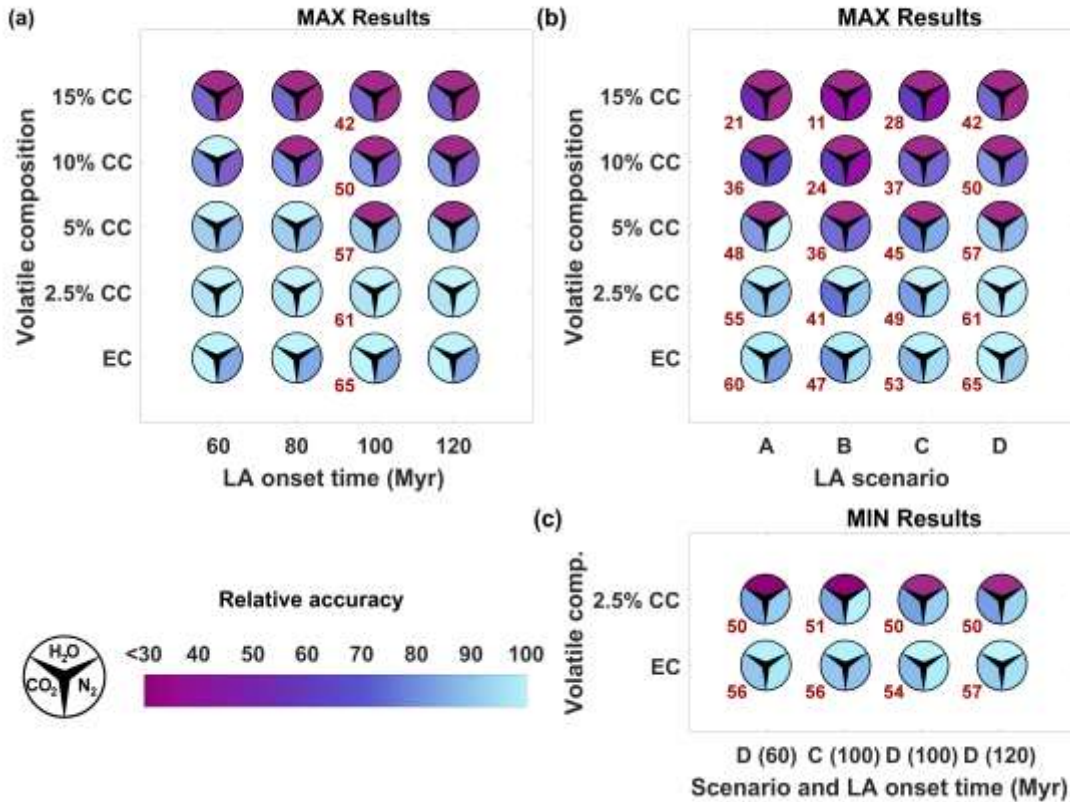 (a)
MAX Results
Volatile composition
15% CC
42
10% CC
50
5% CC
57
2.5% CC
61
EC
65
60 80 100 120
LA onset time (Myr)
(b)
MAX Results
Volatile composition
15% CC
21 11 28 42
10% CC
36 24 37 50
5% CC
48 36 45 57
2.5% CC
55 41 49 61
EC
60 47 53 65
A B C D
LA scenario
Relative accuracy
<30 40 50 60 70 80 90 100
H₂O
CO₂ N₂
(c)
MIN Results
Volatile comp.
2.5% CC
50 51 50 50
EC
56 56 54 57
D (60) C (100) D (100) D (120)
Scenario and LA onset time (Myr)